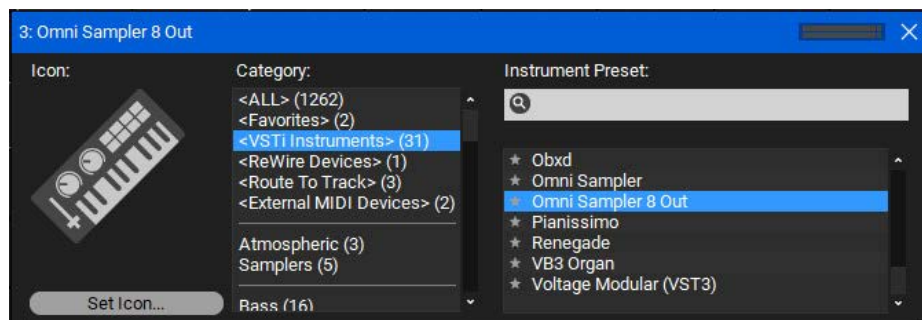 3: Omni Sampler 8 Out
Icon:
Set Icon...
Category:
<ALL> (1262)
<Favorites> (2)
<VSTi Instruments> (31)
<ReWire Devices> (1)
<Route To Track> (3)
<External MIDI Devices> (2)
Atmospheric (3)
Samplers (5)
Bass (16)
Instrument Preset:
Obxd
Omni Sampler
Omni Sampler 8 Out
Pianissimo
Renegade
VB3 Organ
Voltage Modular (VST3)